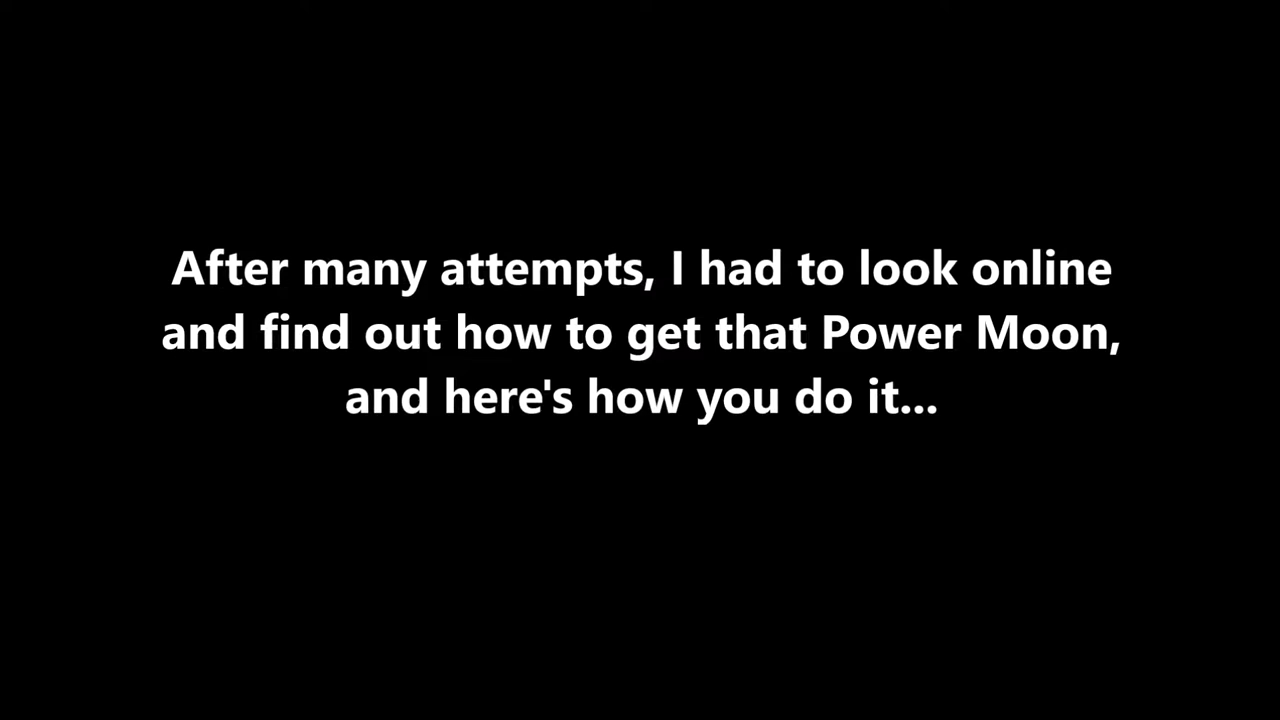 After many attempts, I had to look online
and find out how to get that Power Moon,
and here's how you do it...